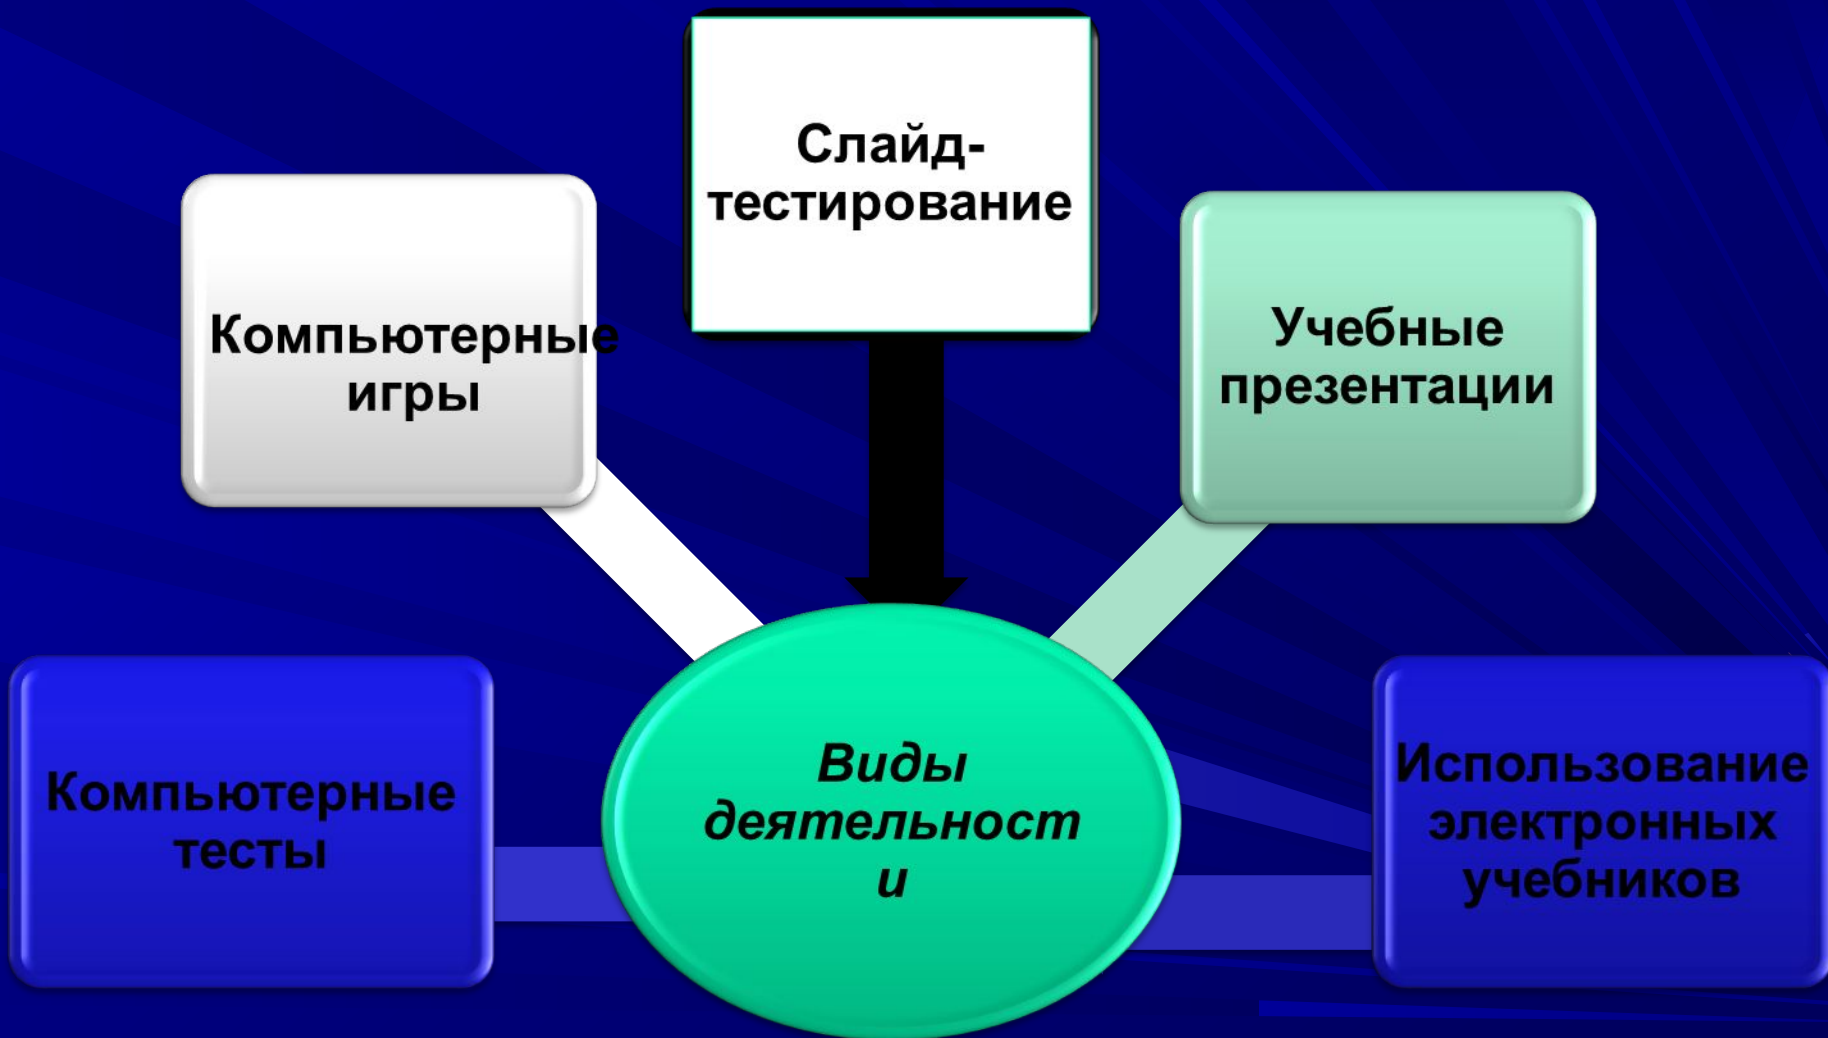 Слайд-
тестирование
Компьютерные
игры
Учебные
презентации
Компьютерные
тесты
Виды
деятельност
и
Использование
электронных
учебников